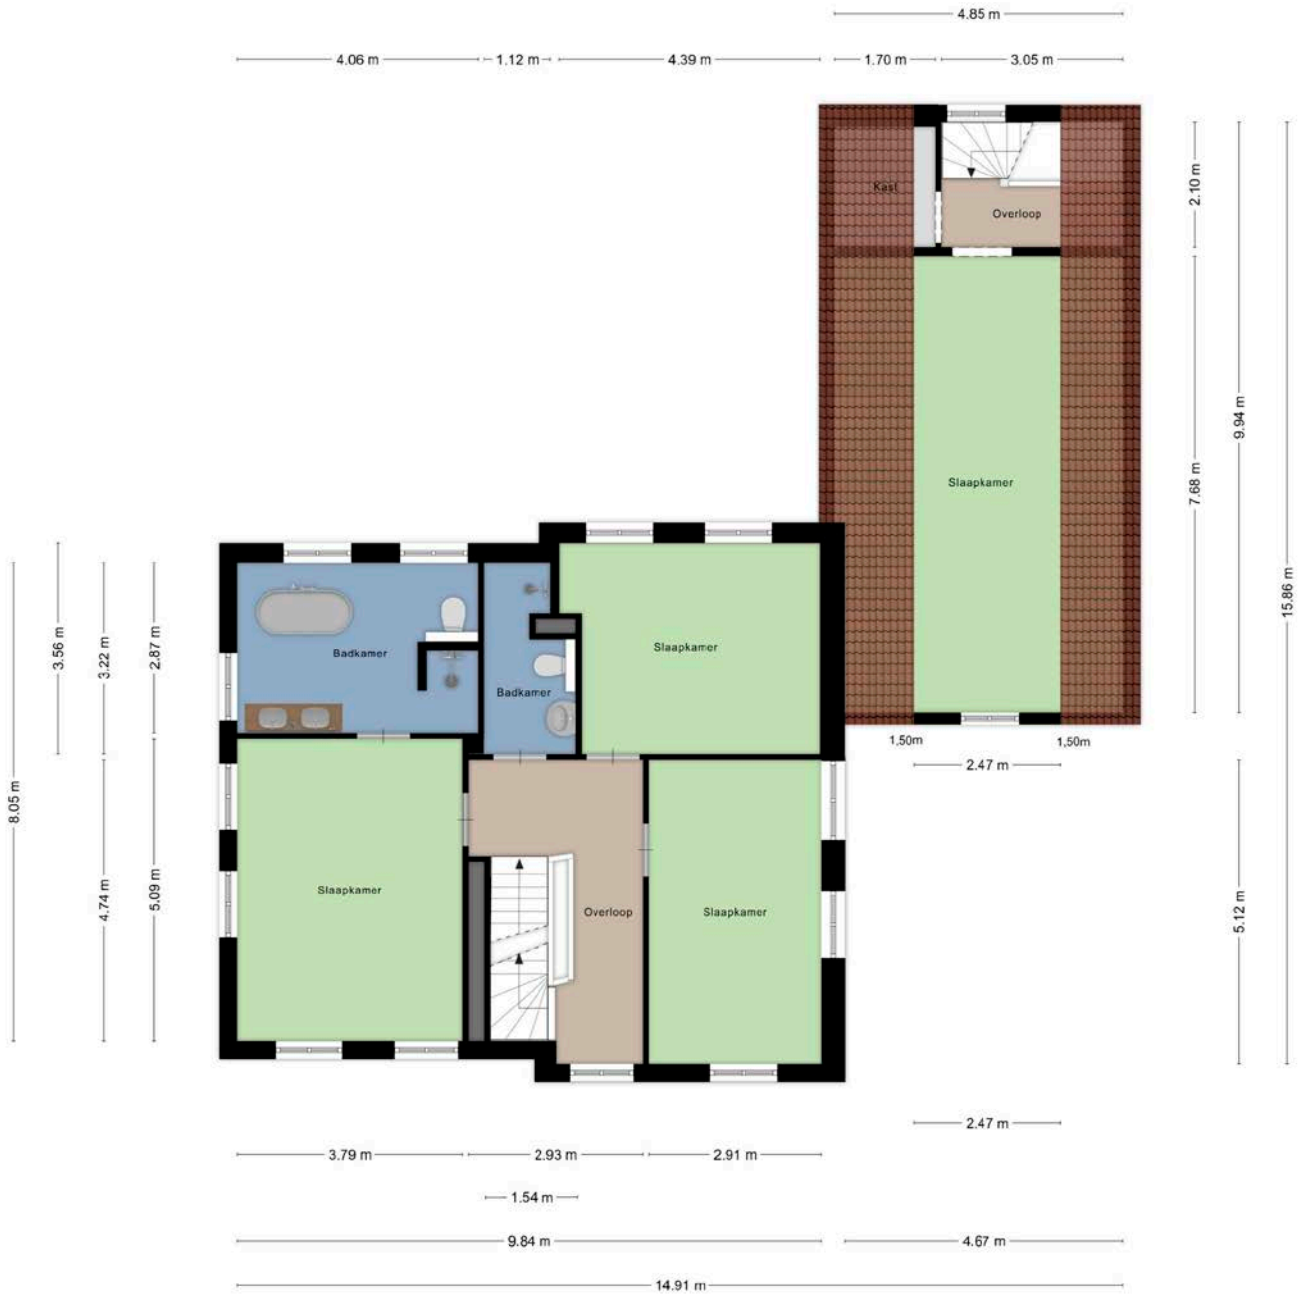 4.85 m
4.06 m
1.12 m
4.39 m
1.70 m
3.05 m
Kast
Overloop
2.10 m
Slaapkamer
7.68 m
9.94 m
15.86 m
Badkamer
Slaapkamer
Badkamer
3.56 m
3.22 m
2.87 m
1,50m
1,50m
2.47 m
8.05 m
4.74 m
5.09 m
Slaapkamer
Overloop
Slaapkamer
5.12 m
2.47 m
3.79 m
2.93 m
2.91 m
1.54 m
9.84 m
4.67 m
14.91 m